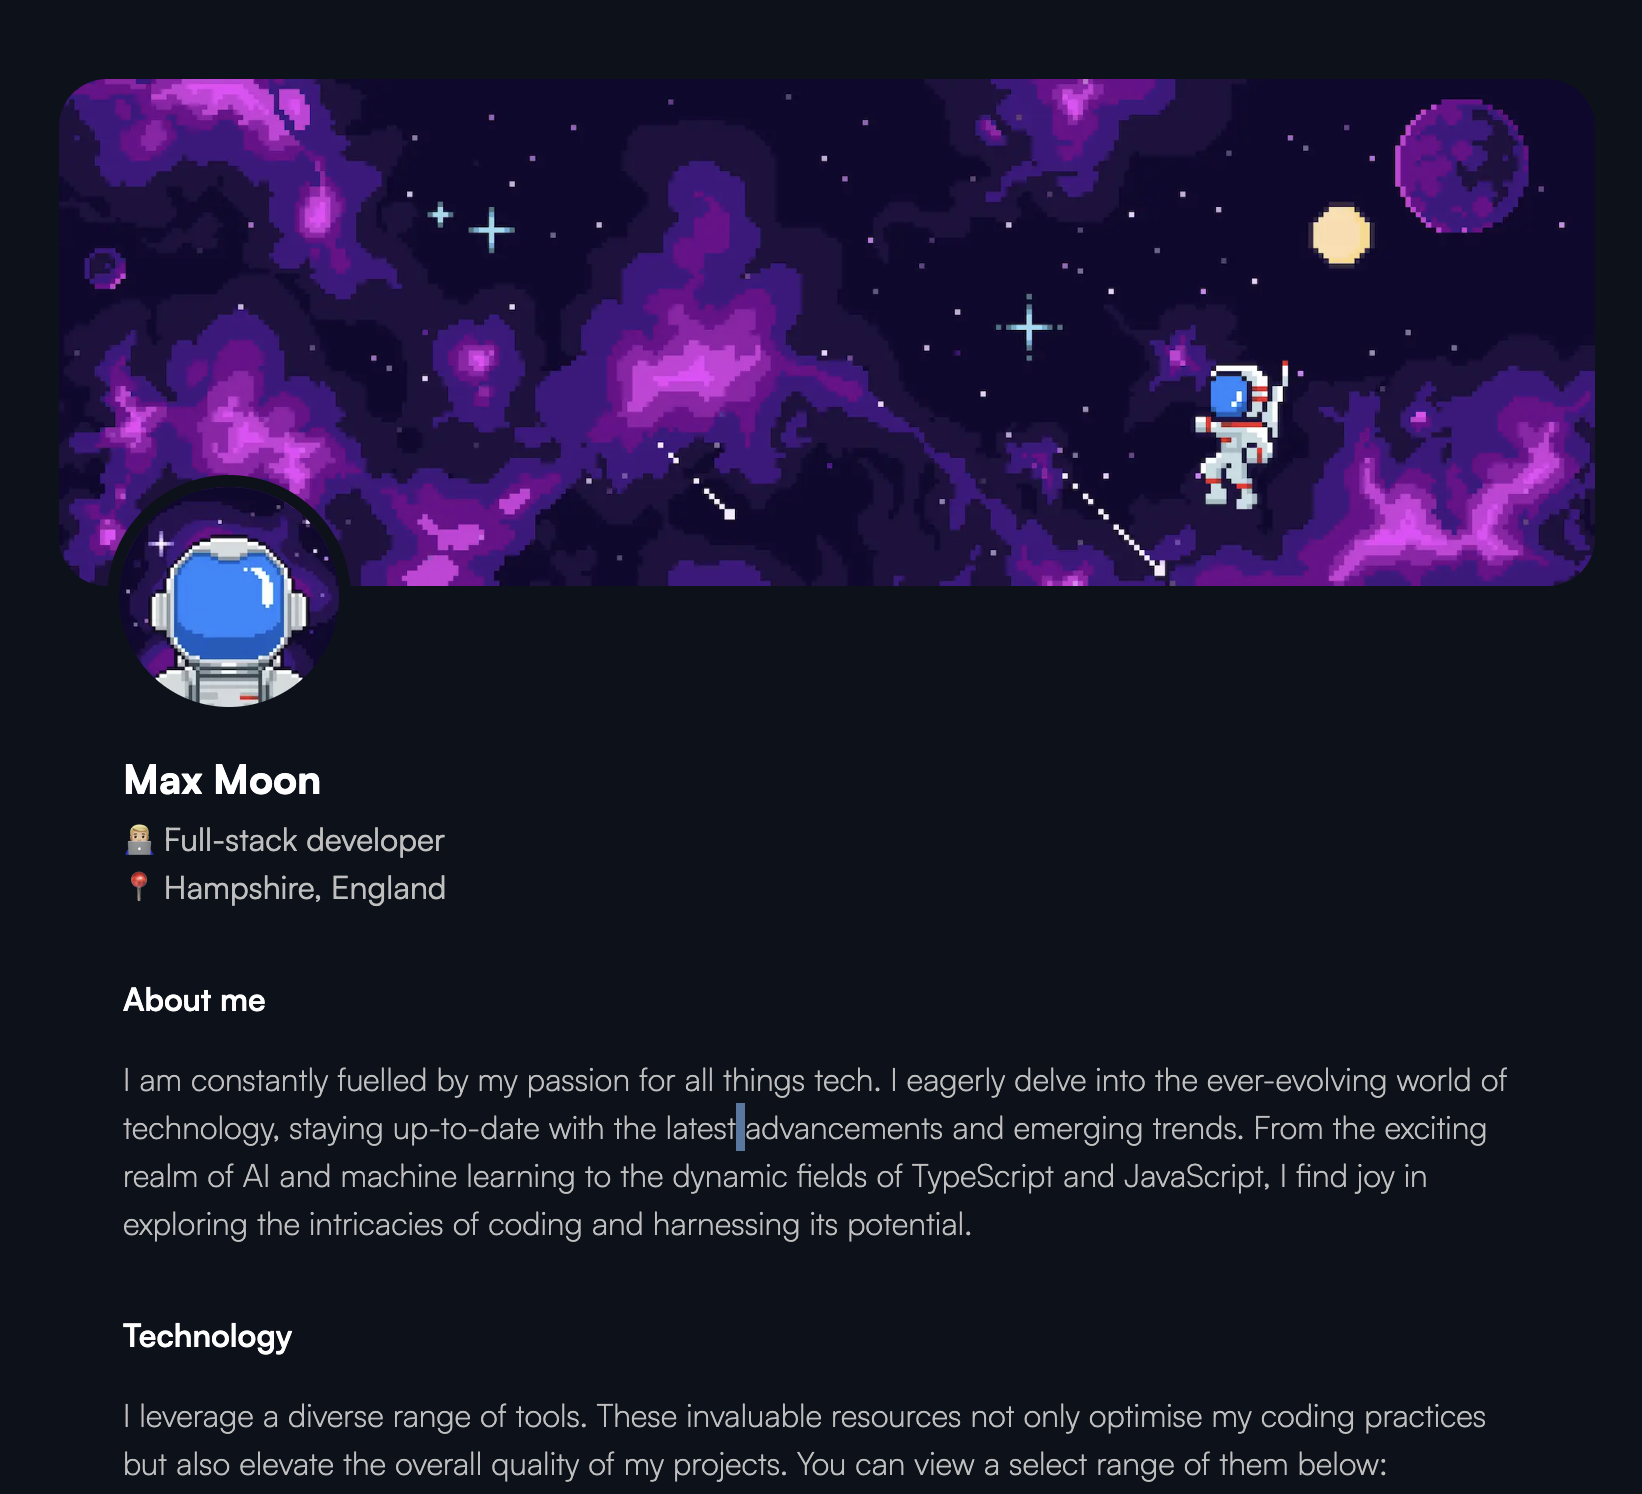 Max Moon
Full-stack developer
Hampshire, England
About me
I am constantly fuelled by my passion for all things tech. I eagerly delve into the ever-evolving world of
technology, staying up-to-date with the latest advancements and emerging trends. From the exciting
realm of AI and machine learning to the dynamic fields of TypeScript and JavaScript, I find joy in
exploring the intricacies of coding and harnessing its potential.
Technology
I leverage a diverse range of tools. These invaluable resources not only optimise my coding practices
but also elevate the overall quality of my projects. You can view a select range of them below: